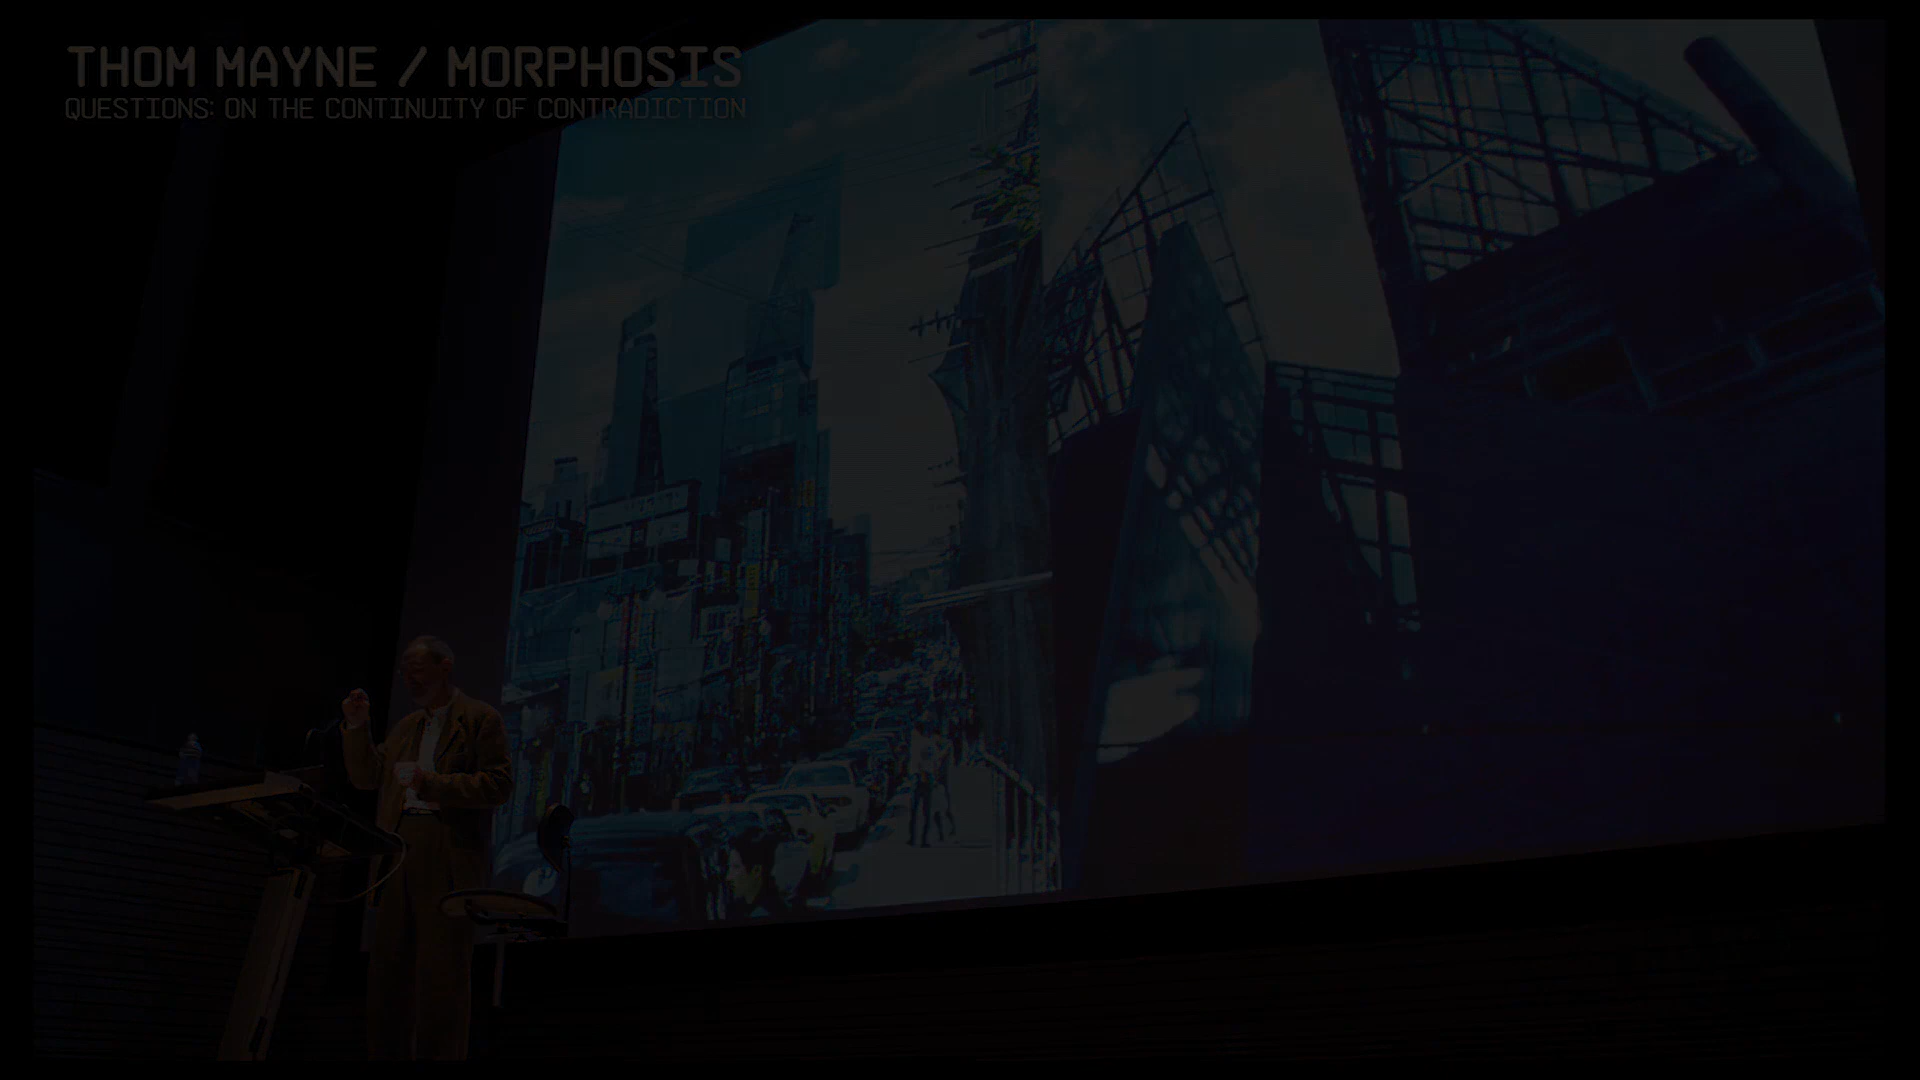 THOM MAYNE / MORPHOSIS
QUESTIONS: ON THE CONTINUITY OF CONTRADICTION